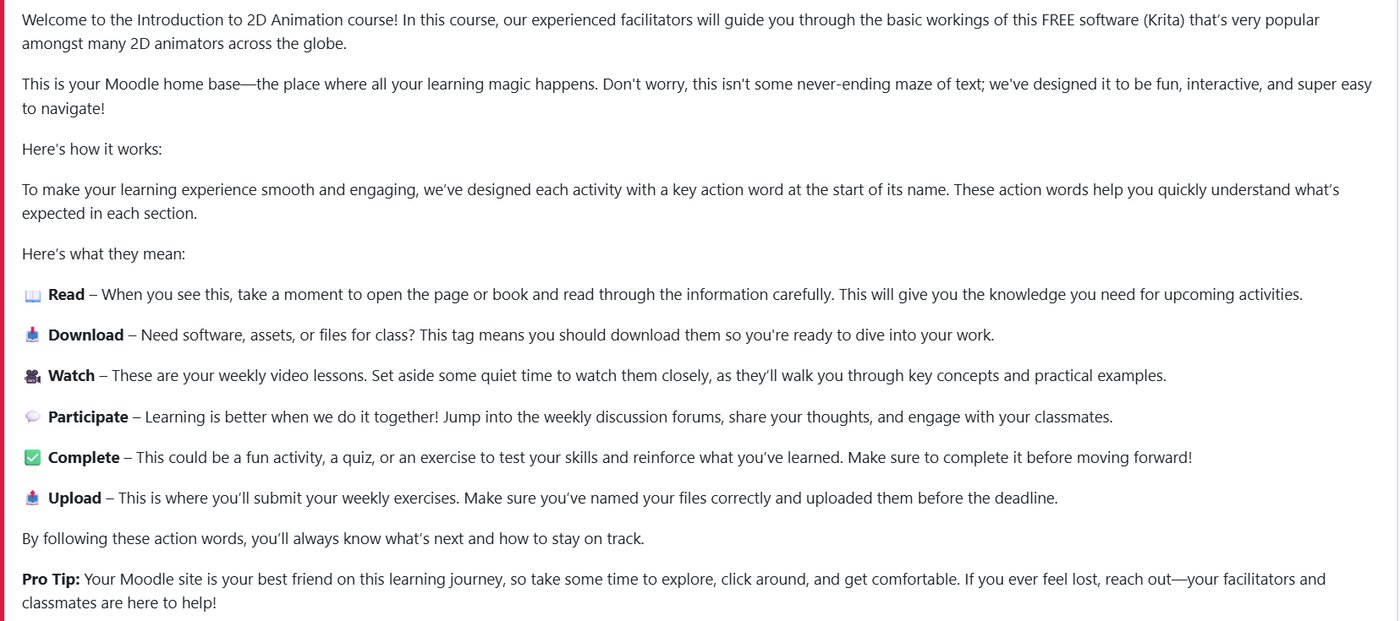 Welcome to the Introduction to 2D Animation course! In this course, our experienced facilitators will guide you through the basic workings of this FREE software (Krita) that's very popular
amongst many 2D animators across the globe.
This is your Moodle home base—the place where all your learning magic happens. Don't worry, this isn't some never-ending maze of text; we've designed it to be fun, interactive, and super easy
to navigate!
Here's how it works:
To make your learning experience smooth and engaging, we've designed each activity with a key action word at the start of its name. These action words help you quickly understand what's
expected in each section.
Here's what they mean:
📖 Read – When you see this, take a moment to open the page or book and read through the information carefully. This will give you the knowledge you need for upcoming activities.
📥 Download – Need software, assets, or files for class? This tag means you should download them so you're ready to dive into your work.
🎥 Watch – These are your weekly video lessons. Set aside some quiet time to watch them closely, as they'll walk you through key concepts and practical examples.
💬 Participate – Learning is better when we do it together! Jump into the weekly discussion forums, share your thoughts, and engage with your classmates.
✅ Complete – This could be a fun activity, a quiz, or an exercise to test your skills and reinforce what you've learned. Make sure to complete it before moving forward!
📤 Upload – This is where you'll submit your weekly exercises. Make sure you've named your files correctly and uploaded them before the deadline.
By following these action words, you'll always know what's next and how to stay on track.
Pro Tip: Your Moodle site is your best friend on this learning journey, so take some time to explore, click around, and get comfortable. If you ever feel lost, reach out—your facilitators and
classmates are here to help!